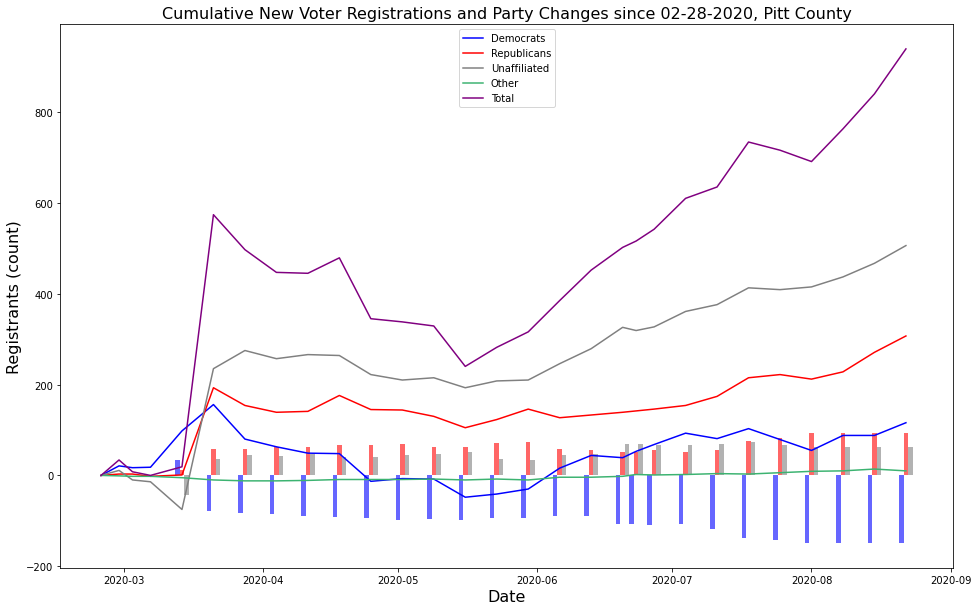 Cumulative New Voter Registrations and Party Changes since 02-28-2020, Pitt County
Democrats
Republicans
Unaffiliated
Other
Total
Registrants (count)
800
600
400
200
0
−200
2020-03
2020-04
2020-05
2020-06
2020-07
2020-08
2020-09
Date